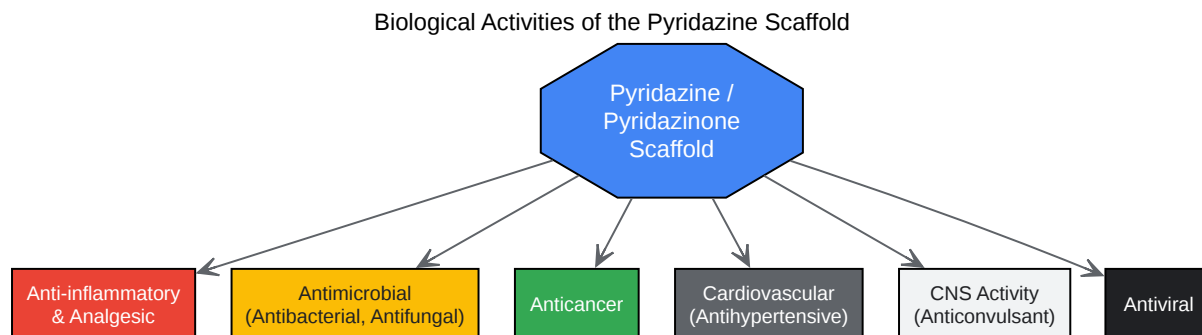 Biological Activities of the Pyridazine Scaffold
Pyridazine /
Pyridazinone
Scaffold
Anti-inflammatory
& Analgesic
Antimicrobial
(Antibacterial, Antifungal)
Anticancer
Cardiovascular
(Antihypertensive)
CNS Activity
(Anticonvulsant)
Antiviral